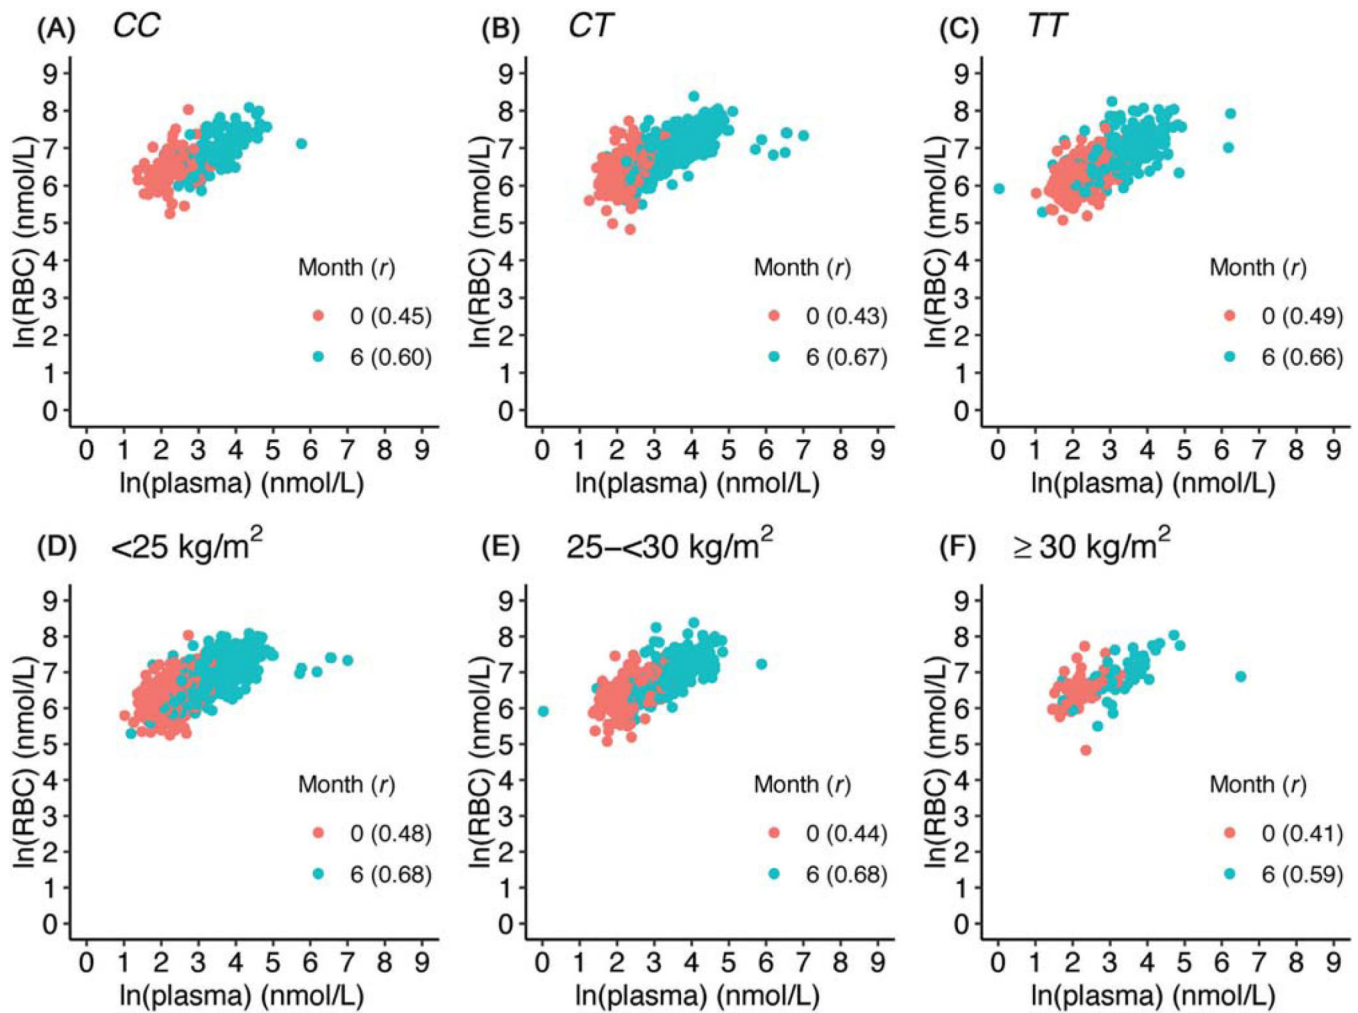 (A) CC
9
8
7
6
5
4
3
2
1
0
ln(RBC) (nmol/L)
Month (r)
0 (0.45)
6 (0.60)
0 1 2 3 4 5 6 7 8 9
ln(plasma) (nmol/L)
(B) CT
9
8
7
6
5
4
3
2
1
0
ln(RBC) (nmol/L)
Month (r)
0 (0.43)
6 (0.67)
0 1 2 3 4 5 6 7 8 9
ln(plasma) (nmol/L)
(C) TT
9
8
7
6
5
4
3
2
1
0
ln(RBC) (nmol/L)
Month (r)
0 (0.49)
6 (0.66)
0 1 2 3 4 5 6 7 8 9
ln(plasma) (nmol/L)
(D) <25 kg/m²
9
8
7
6
5
4
3
2
1
0
ln(RBC) (nmol/L)
Month (r)
0 (0.48)
6 (0.68)
0 1 2 3 4 5 6 7 8 9
ln(plasma) (nmol/L)
(E) 25–<30 kg/m²
9
8
7
6
5
4
3
2
1
0
ln(RBC) (nmol/L)
Month (r)
0 (0.44)
6 (0.68)
0 1 2 3 4 5 6 7 8 9
ln(plasma) (nmol/L)
(F) ≥ 30 kg/m²
9
8
7
6
5
4
3
2
1
0
ln(RBC) (nmol/L)
Month (r)
0 (0.41)
6 (0.59)
0 1 2 3 4 5 6 7 8 9
ln(plasma) (nmol/L)